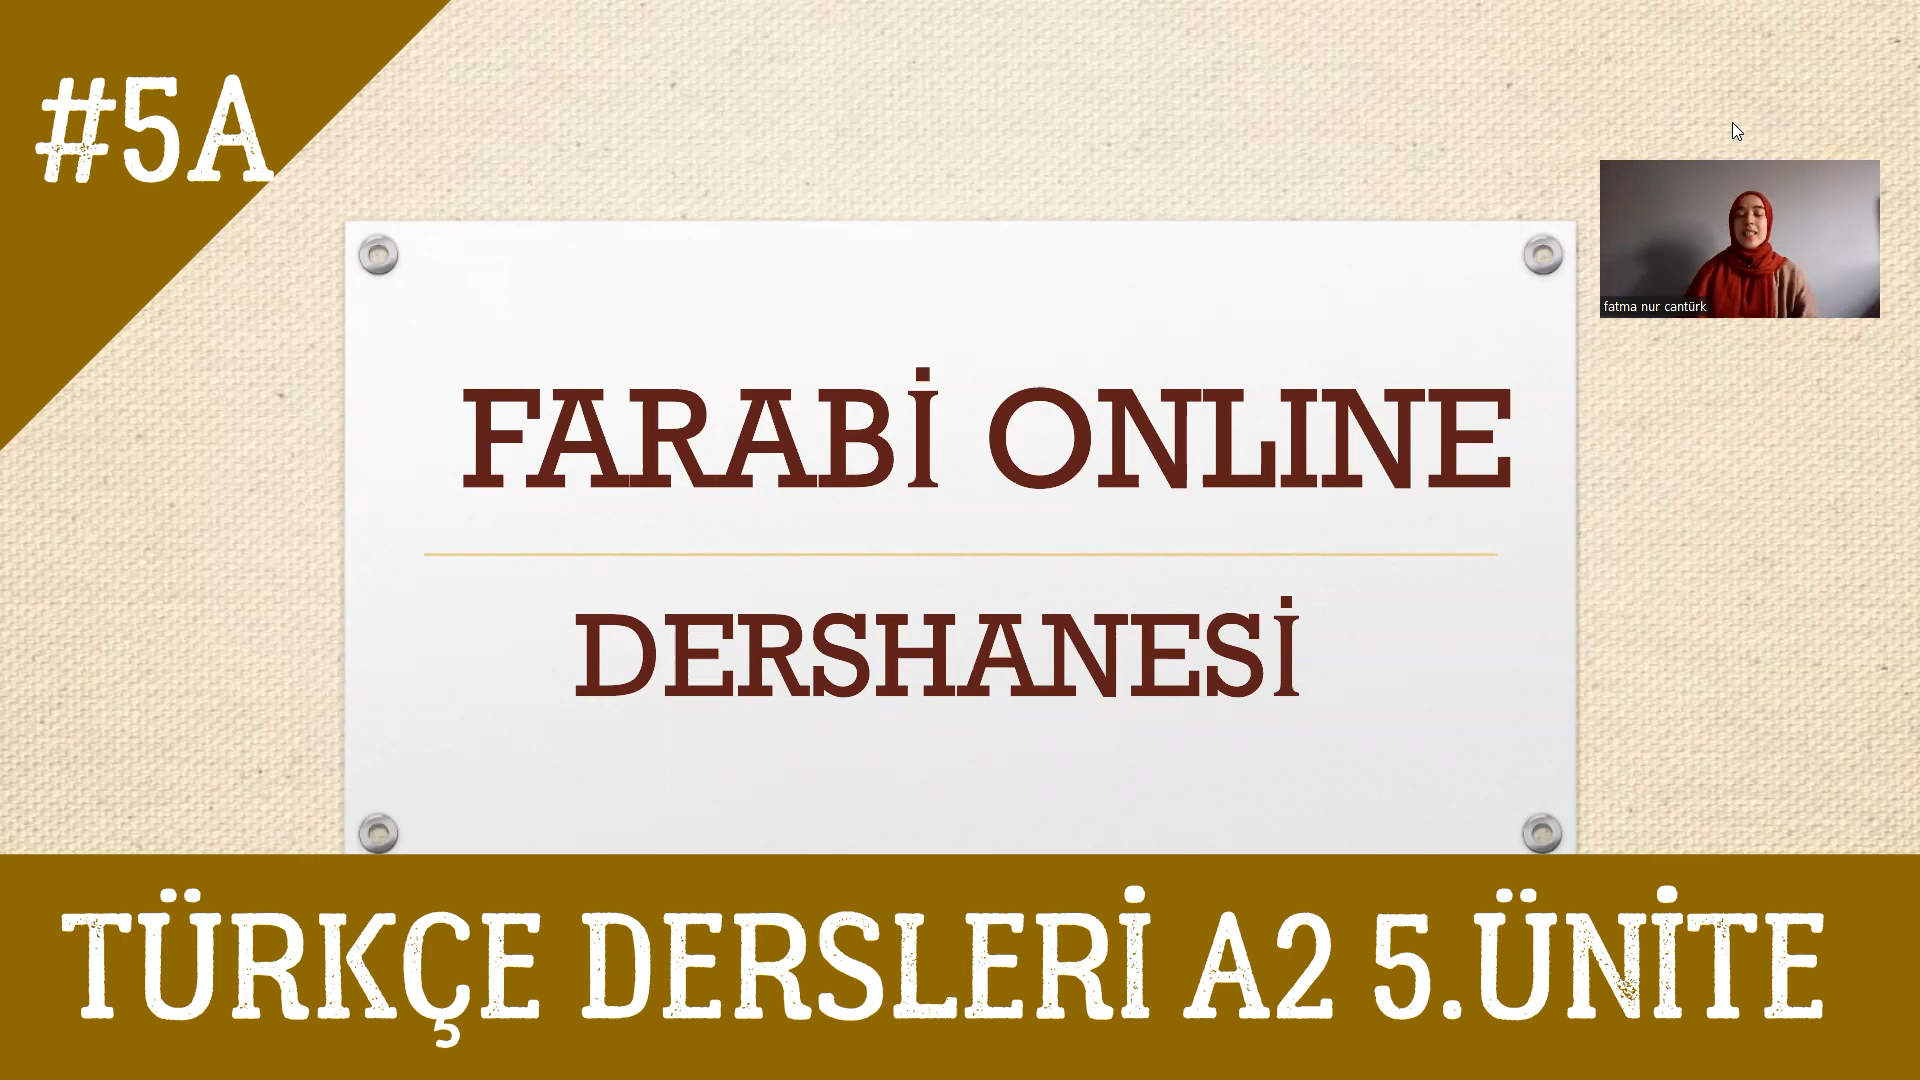 #5A
fatma nur cantürk
FARABİ ONLINE
DERSHANESİ
TÜRKÇE DERSLERİ A2 5.ÜNİTE